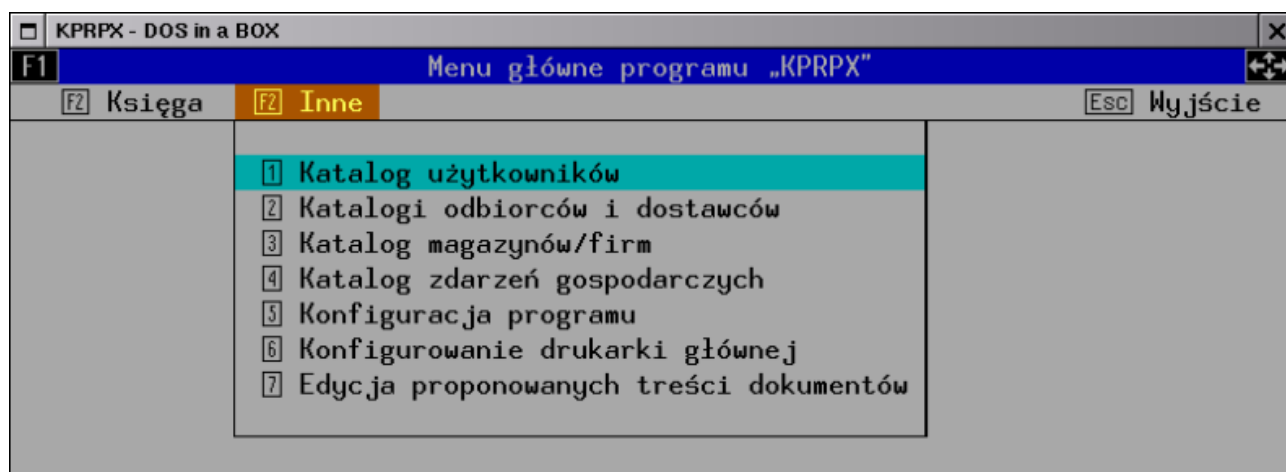 KPRPX - DOS in a BOX
F1 Menu główne programu „KPRPX”
F2 Księga F2 Inne Esc Wyjście
1 Katalog użytkowników
2 Katalogi odbiorców i dostawców
3 Katalog magazynów/firm
4 Katalog zdarzeń gospodarczych
5 Konfiguracja programu
6 Konfigurowanie drukarki głównej
7 Edycja proponowanych treści dokumentów